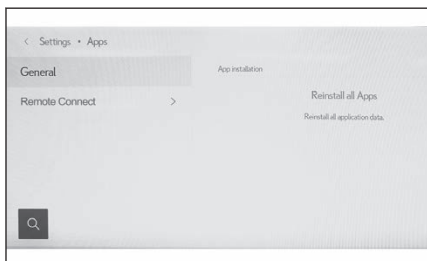 Settings • Apps
General
Remote Connect
App installation
Reinstall all Apps
Reinstall all application data.